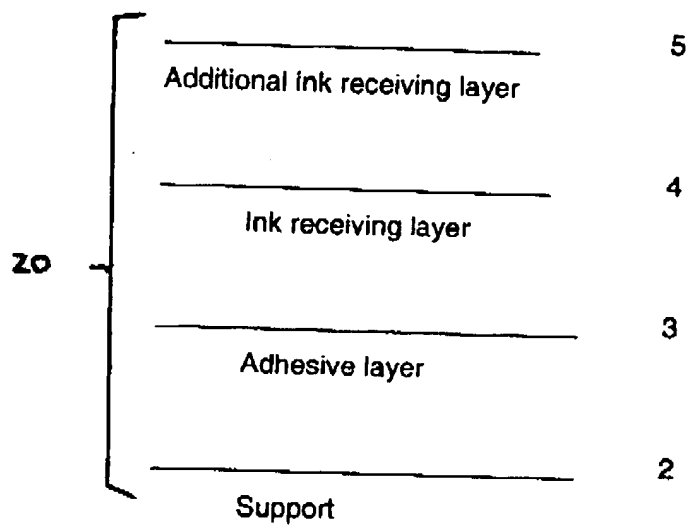 5
Additional ink receiving layer
4
Ink receiving layer
20
3
Adhesive layer
2
Support